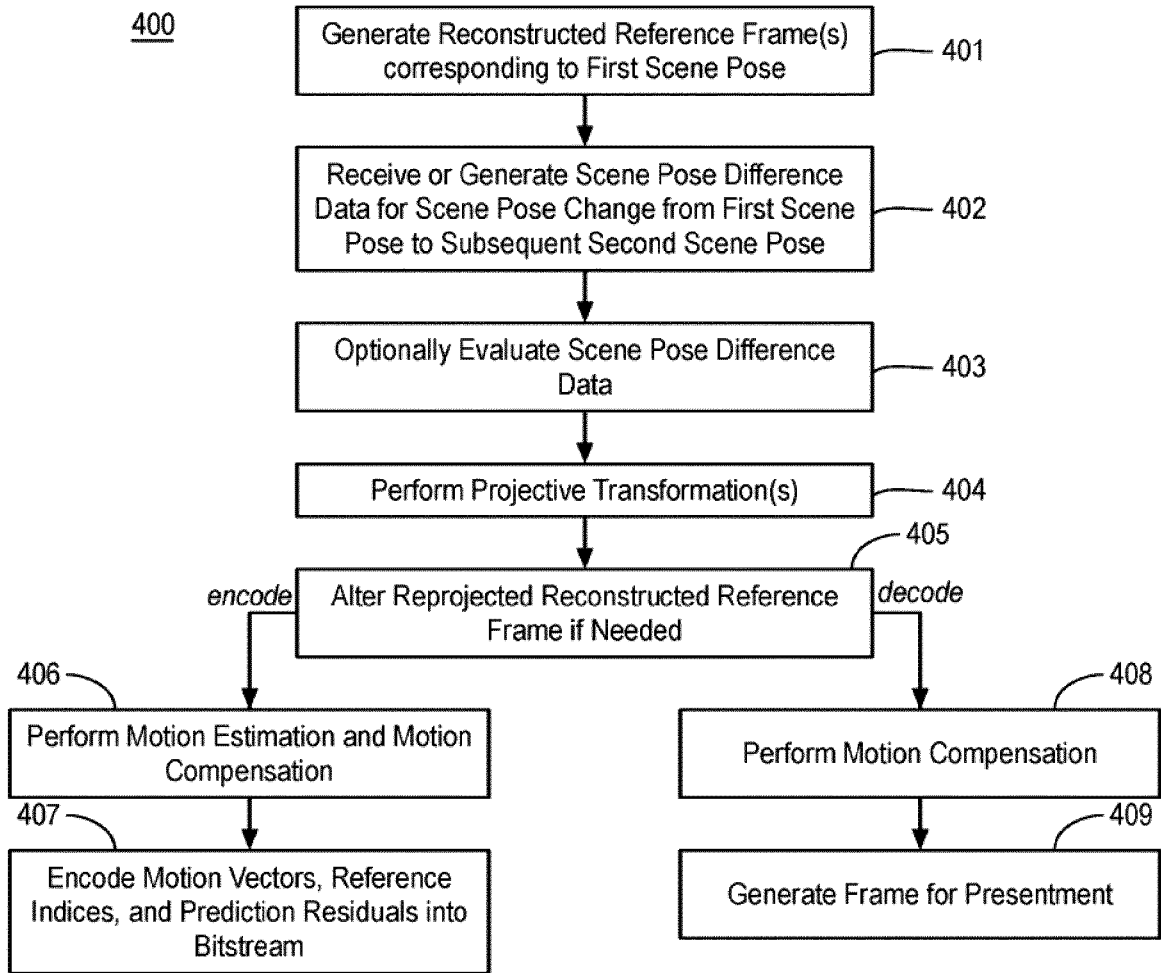 400
Generate Reconstructed Reference Frame(s)
corresponding to First Scene Pose
401
Receive or Generate Scene Pose Difference
Data for Scene Pose Change from First Scene
Pose to Subsequent Second Scene Pose
402
Optionally Evaluate Scene Pose Difference
Data
403
Perform Projective Transformation(s)
404
405
encode
Alter Reprojected Reconstructed Reference
Frame if Needed
decode
406
Perform Motion Estimation and Motion
Compensation
408
Perform Motion Compensation
407
Encode Motion Vectors, Reference
Indices, and Prediction Residuals into
Bitstream
409
Generate Frame for Presentment